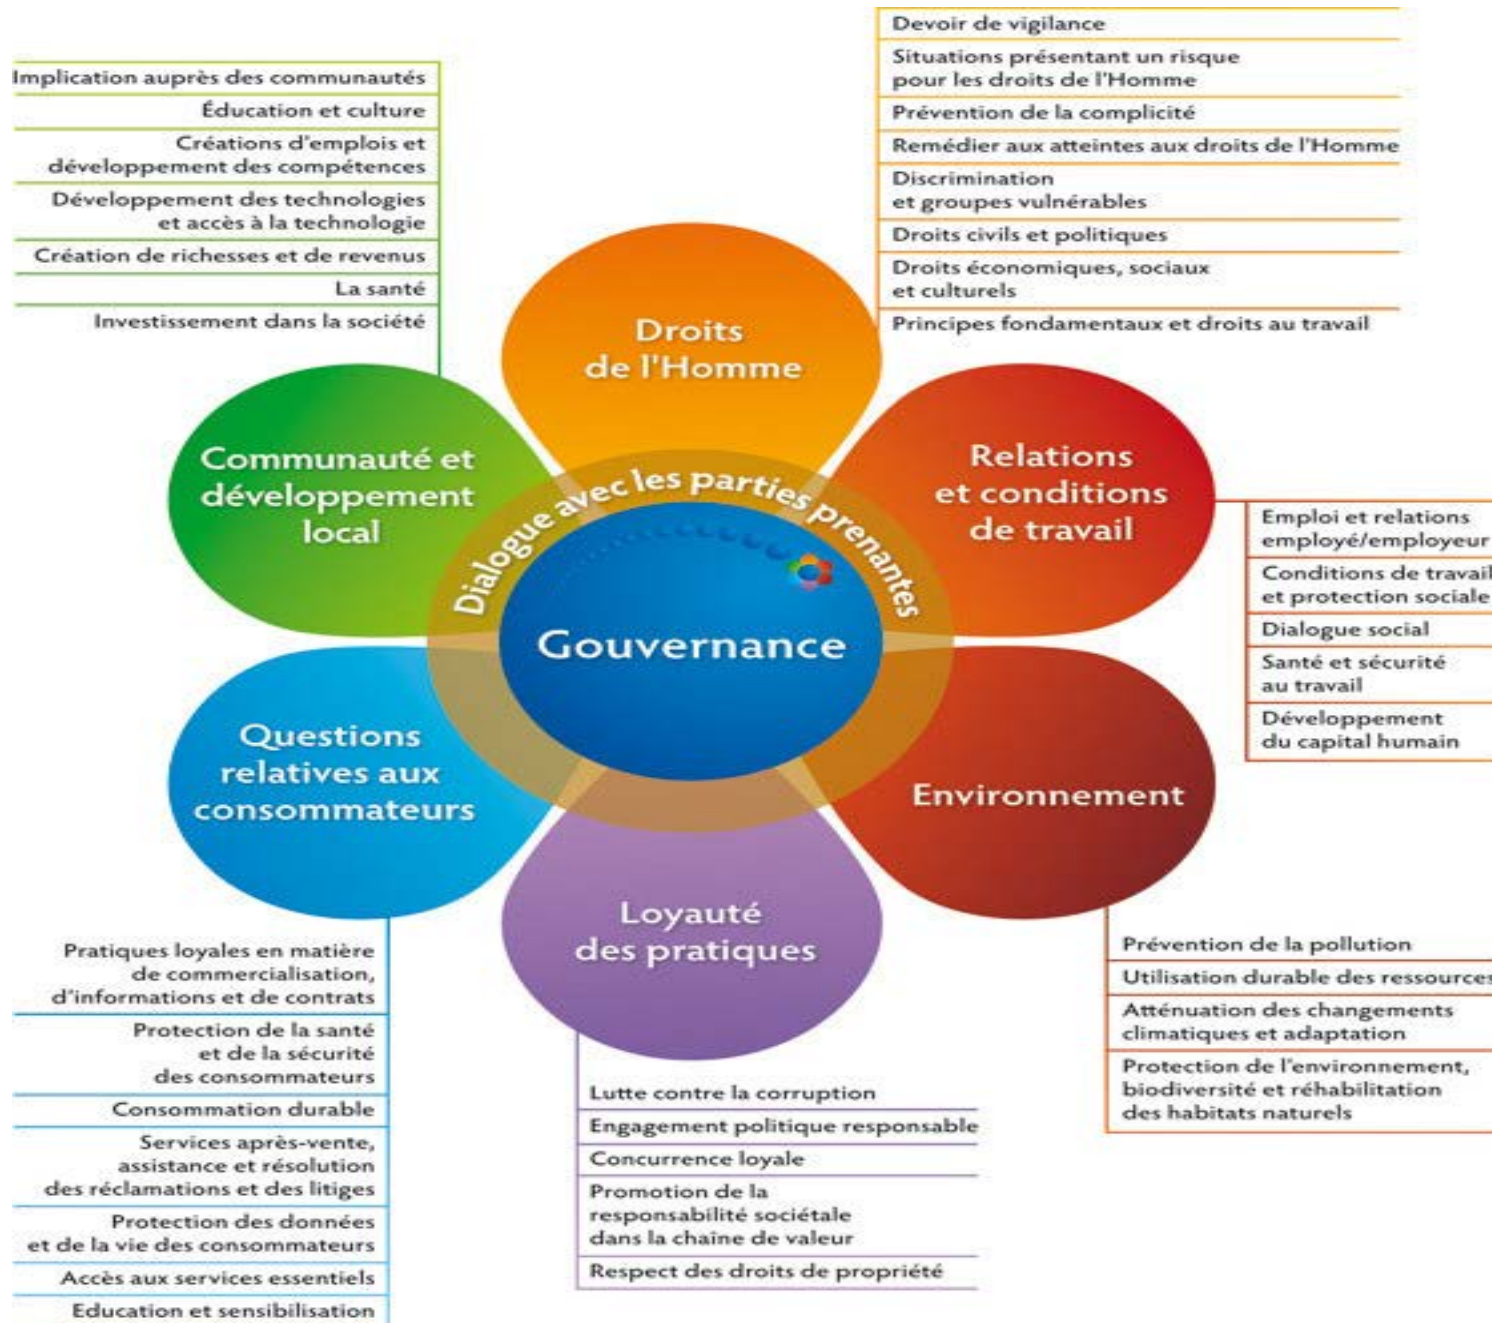 Implication auprès des communautés
Éducation et culture
Créations d'emplois et
développement des compétences
Développement des technologies
et accès à la technologie
Création de richesses et de revenus
La santé
Investissement dans la société
Devoir de vigilance
Situations présentant un risque
pour les droits de l'Homme
Prévention de la complicité
Remédier aux atteintes aux droits de l'Homme
Discrimination
et groupes vulnérables
Droits civils et politiques
Droits économiques, sociaux
et culturels
Principes fondamentaux et droits au travail
Droits
de l'Homme
Communauté et
développement
local
Relations
et conditions
de travail
Emploi et relations
employé/employeur
Conditions de travail
et protection sociale
Dialogue social
Santé et sécurité
au travail
Développement
du capital humain
Dialogue avec les parties prenantes
Gouvernance
Questions
relatives aux
consommateurs
Environnement
Loyauté
des pratiques
Pratiques loyales en matière
de commercialisation,
d'informations et de contrats
Protection de la santé
et de la sécurité
des consommateurs
Consommation durable
Services après-vente,
assistance et résolution
des réclamations et des litiges
Protection des données
et de la vie des consommateurs
Accès aux services essentiels
Education et sensibilisation
Lutte contre la corruption
Engagement politique responsable
Concurrence loyale
Promotion de la
responsabilité sociétale
dans la chaîne de valeur
Respect des droits de propriété
Prévention de la pollution
Utilisation durable des ressources
Atténuation des changements
climatiques et adaptation
Protection de l'environnement,
biodiversité et réhabilitation
des habitats naturels